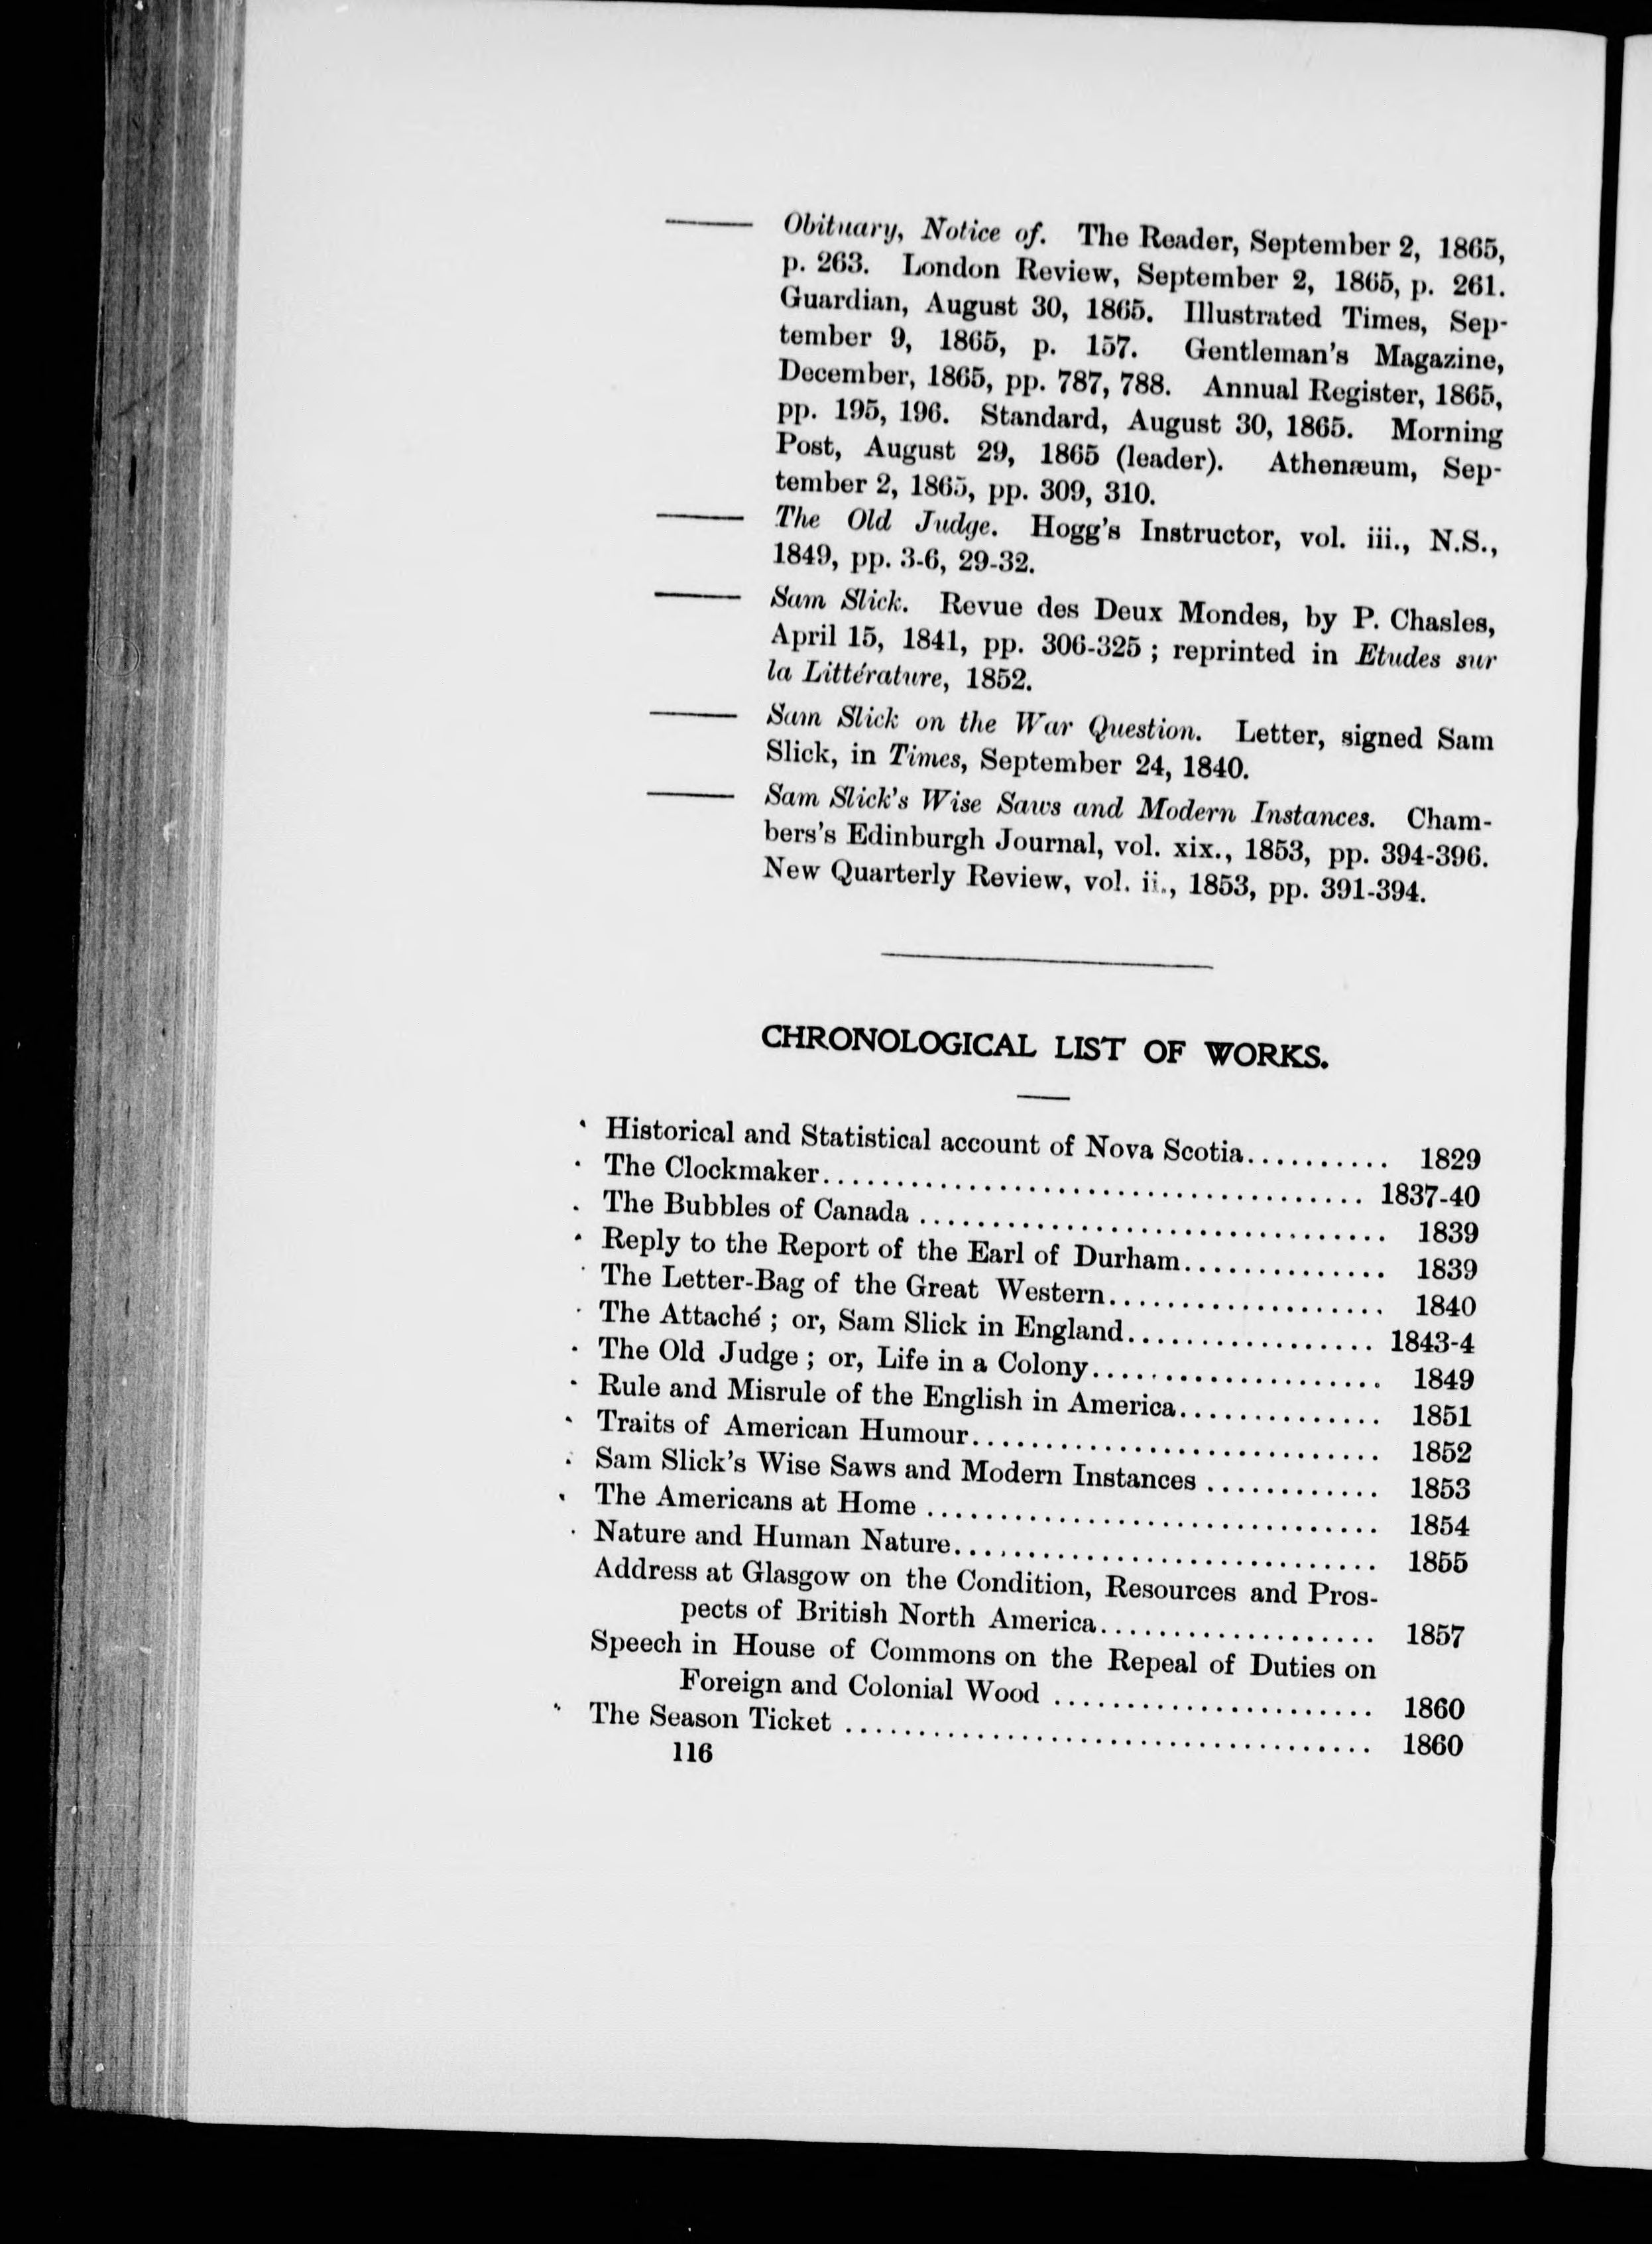 ——— Obituary, Notice of. The Reader, September 2, 1865,
p. 263. London Review, September 2, 1865, p. 261.
Guardian, August 30, 1865. Illustrated Times, Sep-
tember 9, 1865, p. 157. Gentleman's Magazine,
December, 1865, pp. 787, 788. Annual Register, 1865,
pp. 195, 196. Standard, August 30, 1865. Morning
Post, August 29, 1865 (leader). Athenæum, Sep-
tember 2, 1865, pp. 309, 310.
——— The Old Judge. Hogg's Instructor, vol. iii., N.S.,
1849, pp. 3-6, 29-32.
——— Sam Slick. Revue des Deux Mondes, by P. Chasles,
April 15, 1841, pp. 306-325 ; reprinted in Etudes sur
la Littérature, 1852.
——— Sam Slick on the War Question. Letter, signed Sam
Slick, in Times, September 24, 1840.
——— Sam Slick's Wise Saws and Modern Instances. Cham-
bers's Edinburgh Journal, vol. xix., 1853, pp. 394-396.
New Quarterly Review, vol. ii., 1853, pp. 391-394.
CHRONOLOGICAL LIST OF WORKS.
Historical and Statistical account of Nova Scotia.......... 1829
The Clockmaker..................................... 1837-40
The Bubbles of Canada ................................ 1839
Reply to the Report of the Earl of Durham.............. 1839
The Letter-Bag of the Great Western................... 1840
The Attaché ; or, Sam Slick in England................. 1843-4
The Old Judge ; or, Life in a Colony.................... 1849
Rule and Misrule of the English in America.............. 1851
Traits of American Humour............................ 1852
Sam Slick's Wise Saws and Modern Instances ............ 1853
The Americans at Home ............................... 1854
Nature and Human Nature............................. 1855
Address at Glasgow on the Condition, Resources and Pros-
pects of British North America................... 1857
Speech in House of Commons on the Repeal of Duties on
Foreign and Colonial Wood ...................... 1860
The Season Ticket .................................... 1860
116